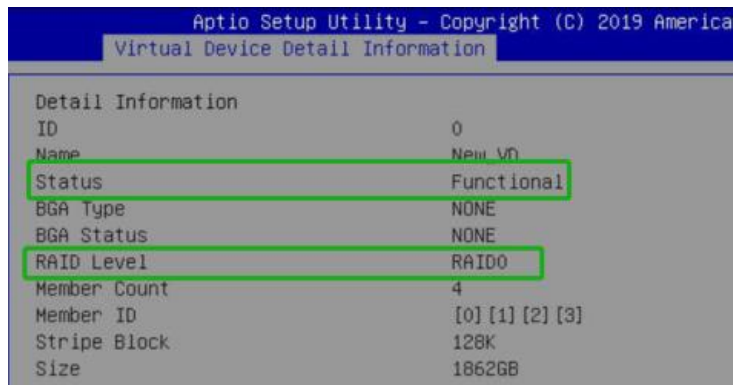 Aptio Setup Utility - Copyright (C) 2019 America
Virtual Device Detail Information
Detail Information
ID 0
Name New_VD
Status Functional
BGA Type NONE
BGA Status NONE
RAID Level RAID0
Member Count 4
Member ID [0][1][2][3]
Stripe Block 128K
Size 1862GB